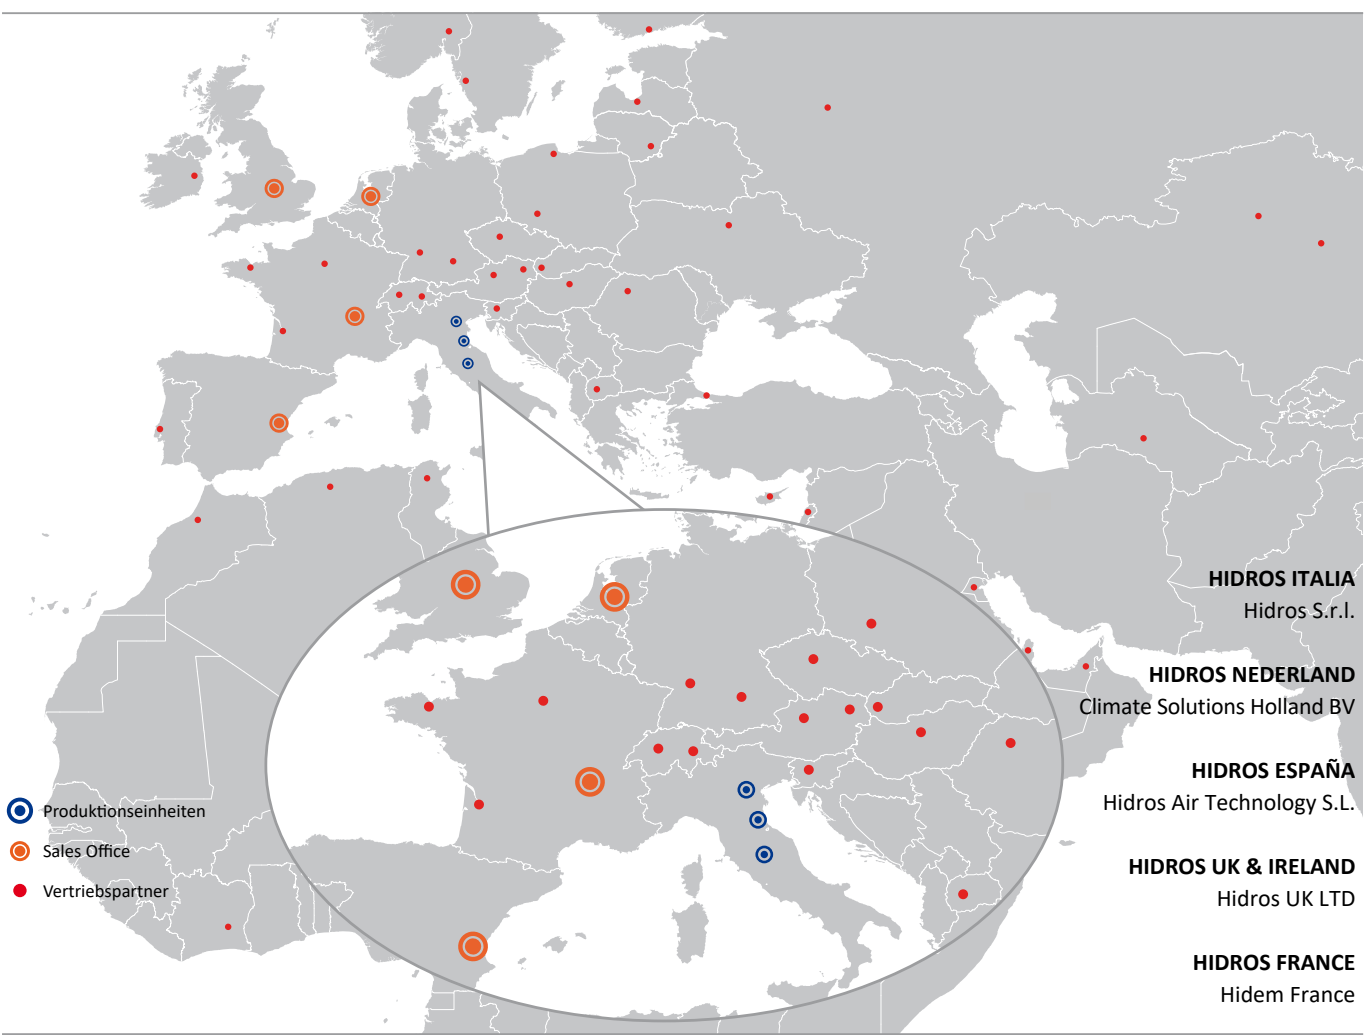 HIDROS ITALIA
Hidros S.r.l.
HIDROS NEDERLAND
Climate Solutions Holland BV
HIDROS ESPAÑA
Hidros Air Technology S.L.
HIDROS UK & IRELAND
Hidros UK LTD
HIDROS FRANCE
Hidem France
Produktionseinheiten
Sales Office
Vertriebspartner